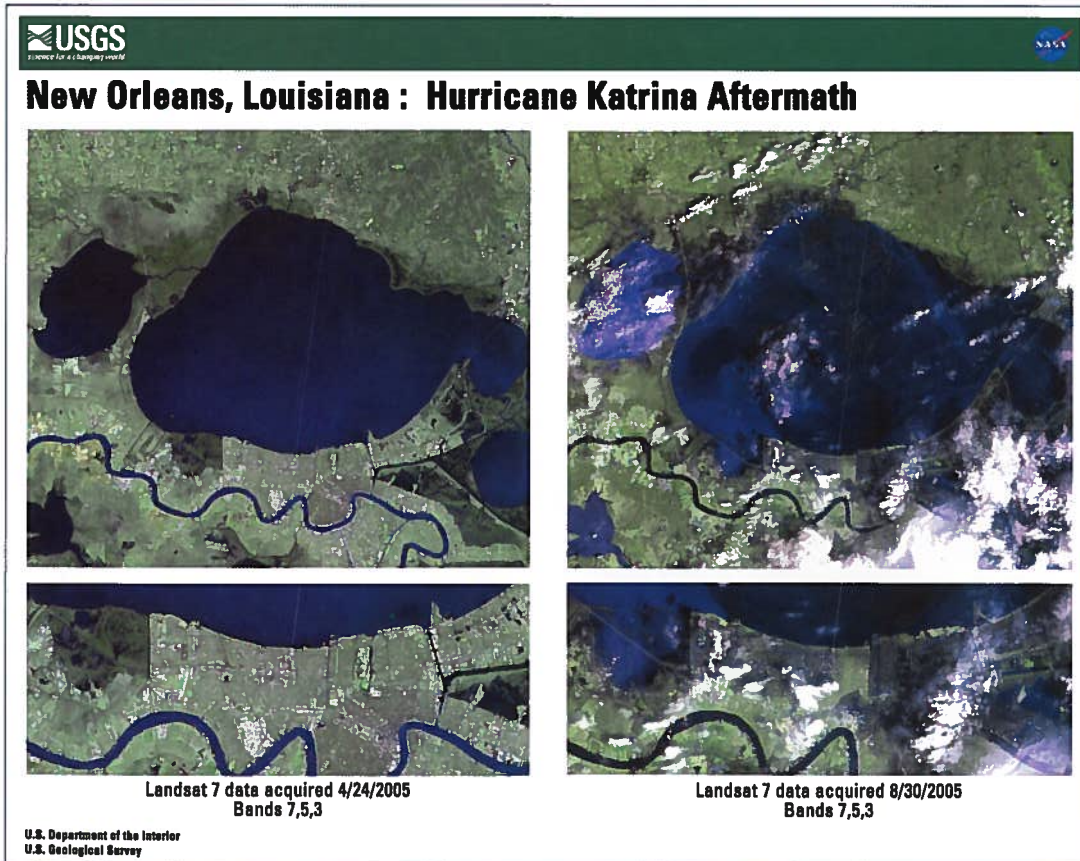 USGS
science for a changing world
NASA
New Orleans, Louisiana : Hurricane Katrina Aftermath
Landsat 7 data acquired 4/24/2005
Bands 7,5,3
Landsat 7 data acquired 8/30/2005
Bands 7,5,3
U.S. Department of the Interior
U.S. Geological Survey